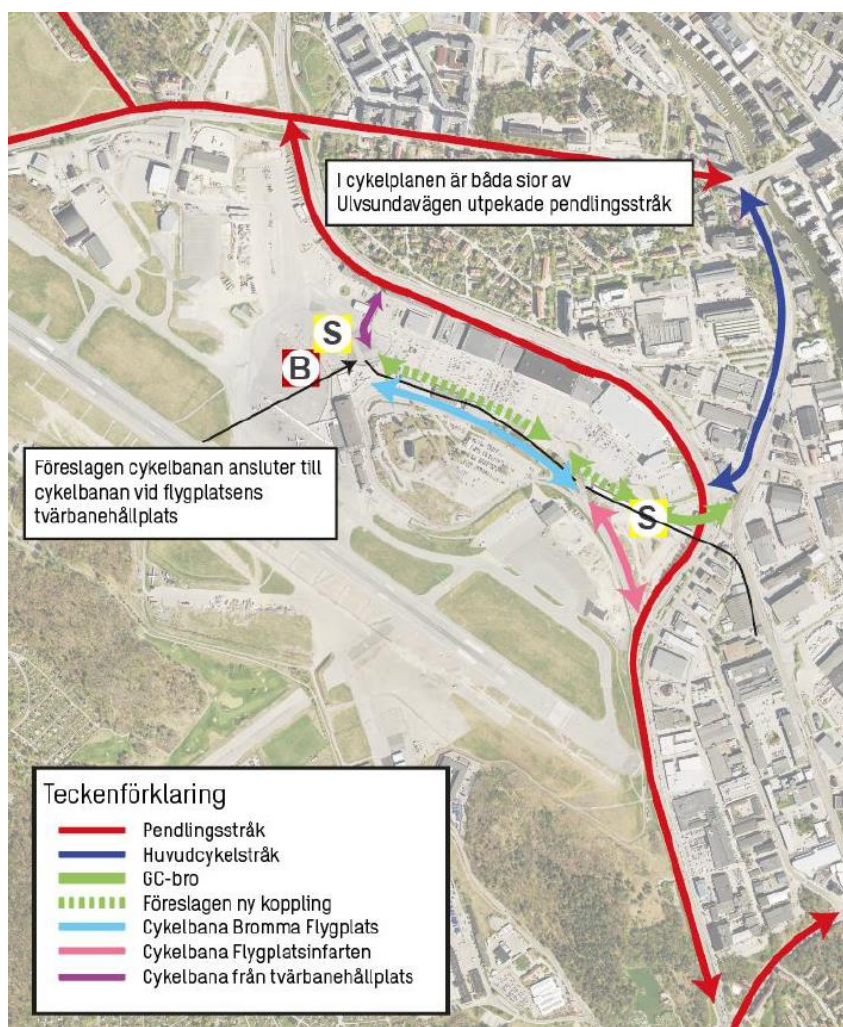 I cykelplanen är båda sior av
Ulvsundavägen utpekade pendlingsstråk
S
B
Föreslagen cykelbanan ansluter till
cykelbanan vid flygplatsens
tvärbanehållplats
S
Teckenförklaring
Pendlingsstråk
Huvudcykelstråk
GC-bro
Föreslagen ny koppling
Cykelbana Bromma Flygplats
Cykelbana Flygplatsinfarten
Cykelbana från tvärbanehållplats